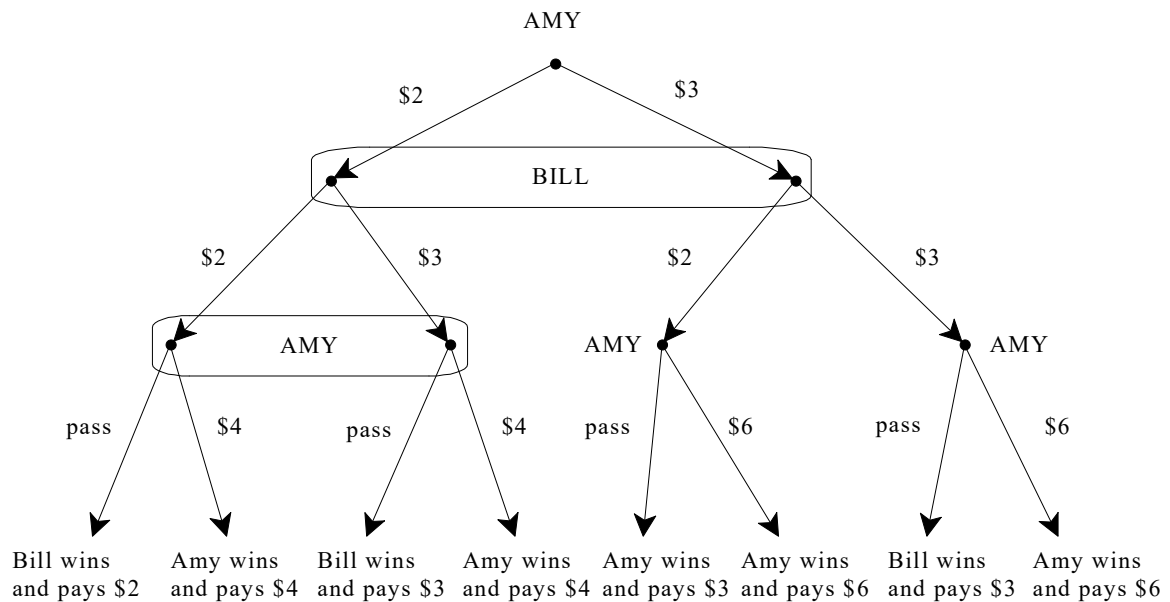 AMY
$2
$3
BILL
$2
$3
$2
$3
AMY
AMY
AMY
pass
$4
pass
$4
pass
$6
pass
$6
Bill wins
and pays $2
Amy wins
and pays $4
Bill wins
and pays $3
Amy wins
and pays $4
Amy wins
and pays $3
Amy wins
and pays $6
Bill wins
and pays $3
Amy wins
and pays $6